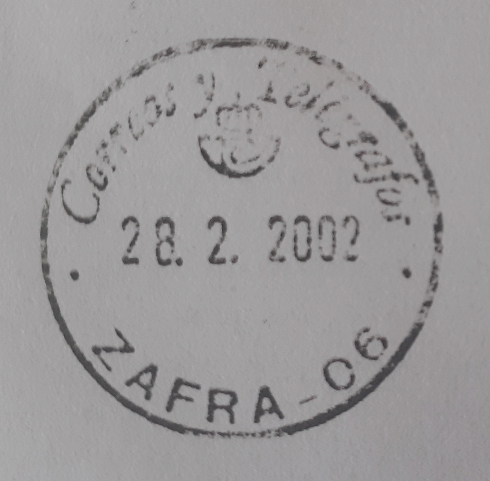 Correos y Telégrafos
28. 2. 2002
ZAFRA-06